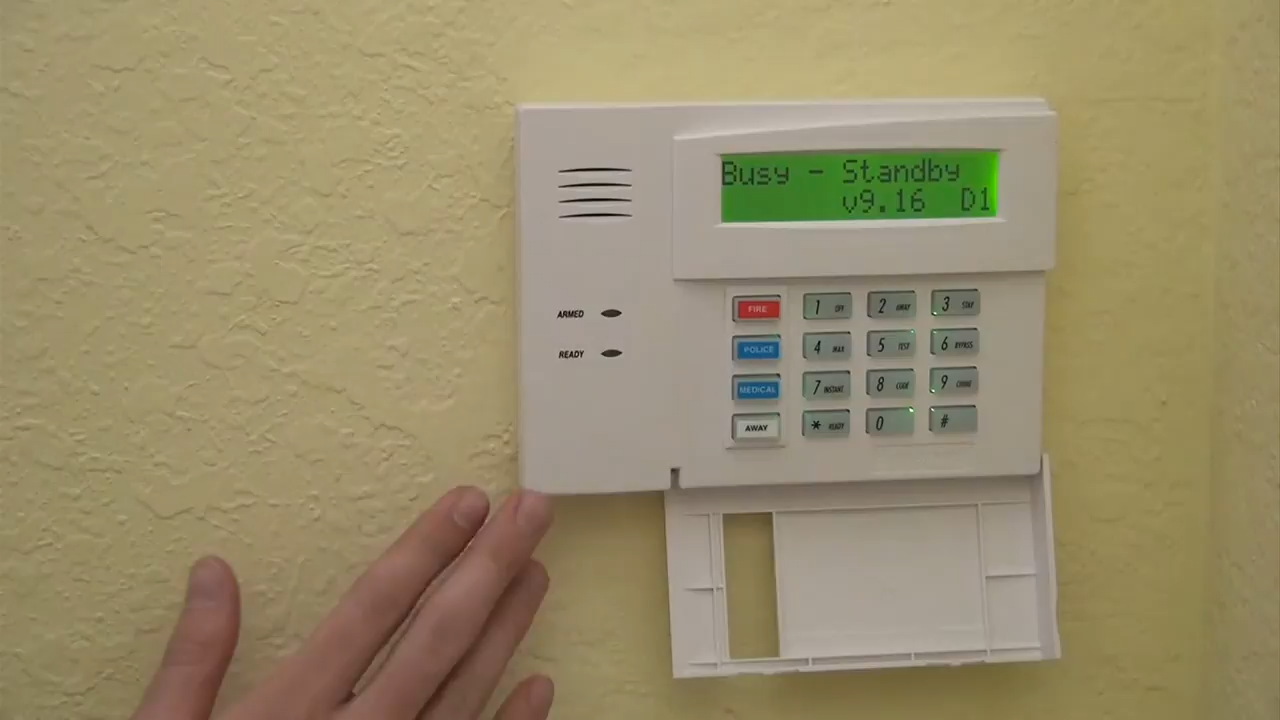 Busy - Standby
v9.16 D1
ARMED
READY
FIRE
1 OFF
2 AWAY
3 STAY
POLICE
4 MAX
5 TEST
6 BYPASS
MEDICAL
7 INSTANT
8 CODE
9 CHIME
AWAY
* READY
0
#